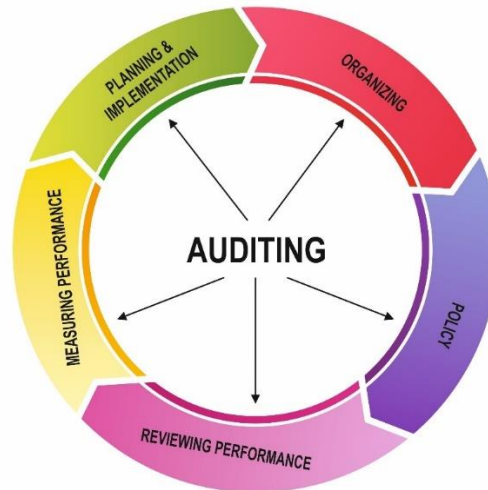 PLANNING &
IMPLEMENTATION
ORGANIZING
MEASURING PERFORMANCE
AUDITING
POLICY
REVIEWING PERFORMANCE